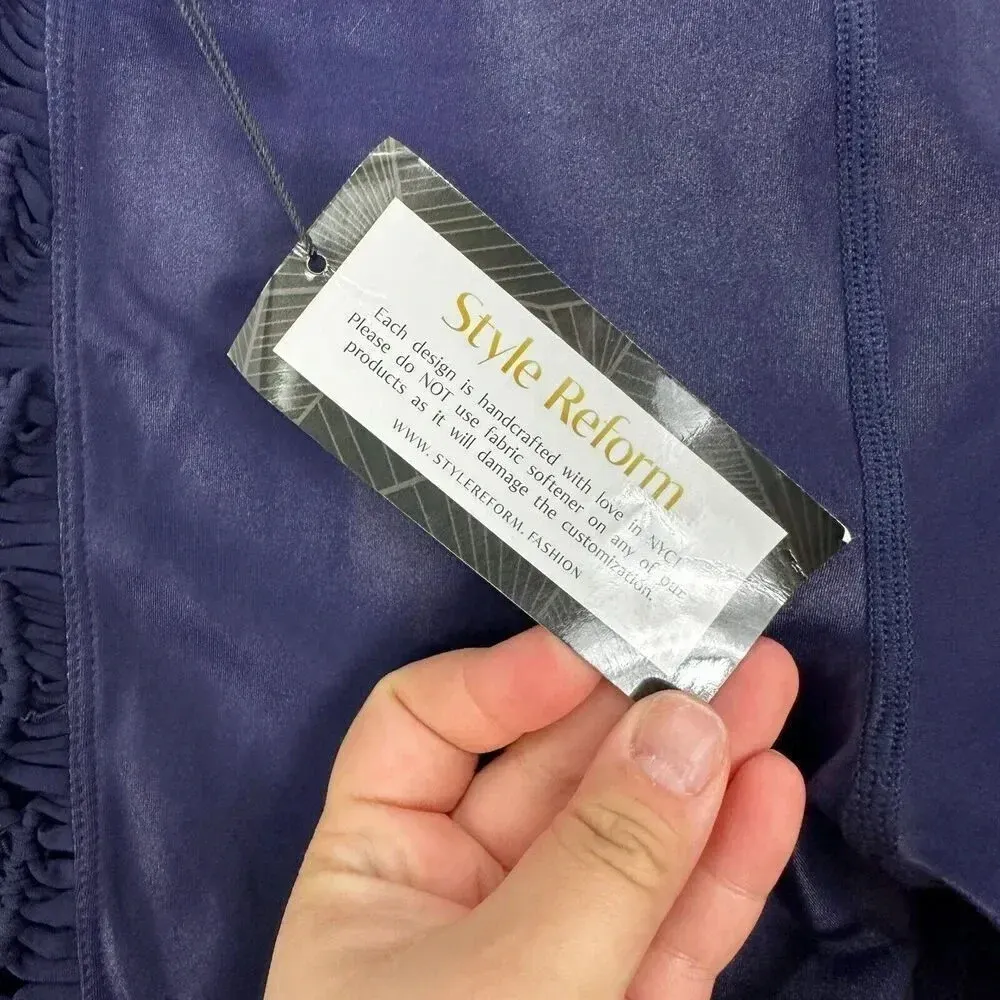 Style Reform
Each design is handcrafted with love in NYC!
Please do NOT use fabric softener on any of our
products as it will damage the customization.
WWW. STYLEREFORM. FASHION